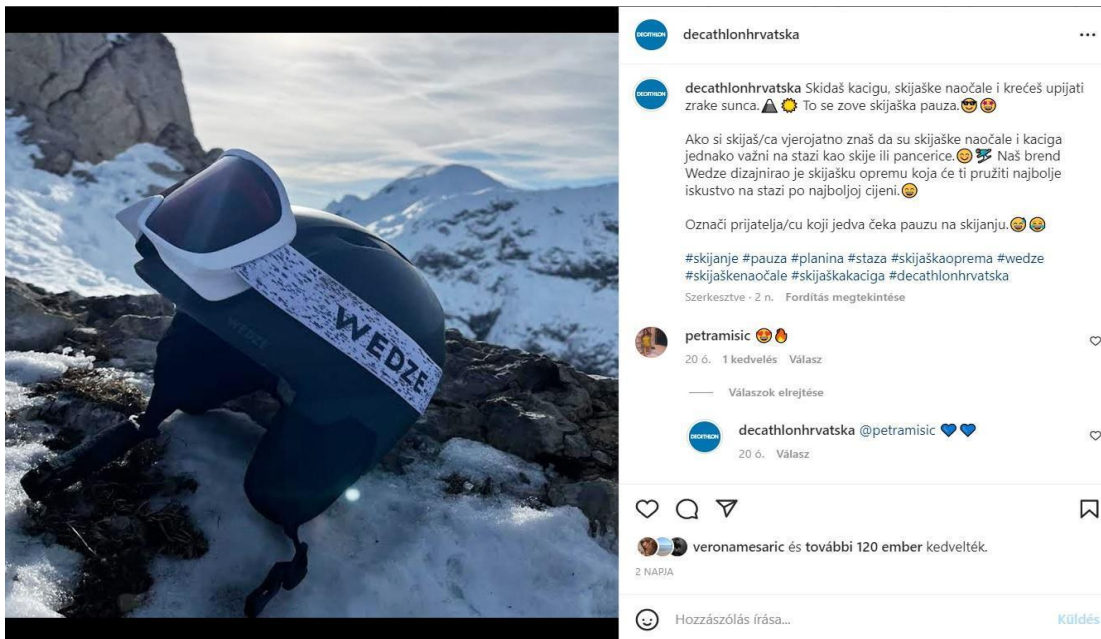 WEDZE
WEDZE
DECATHLON
decathlonhrvatska
DECATHLON
decathlonhrvatska Skidaš kacigu, skijaške naočale i krećeš upijati
zrake sunca.⛰🌞 To se zove skijaška pauza.😎🤩
Ako si skijaš/ca vjerojatno znaš da su skijaške naočale i kaciga
jednako važni na stazi kao skije ili pancerice.😊🎿 Naš brend
Wedze dizajnirao je skijašku opremu koja će ti pružiti najbolje
iskustvo na stazi po najboljoj cijeni.😄
Označi prijatelja/cu koji jedva čeka pauzu na skijanju.😅😂
#skijanje #pauza #planina #staza #skijaškaoprema #wedze
#skijaškenaočale #skijaškakaciga #decathlonhrvatska
Szerkesztve · 2 n. Fordítás megtekintése
petramisic 😍🔥
20 ó. 1 kedvelés Válasz
Válaszok elrejtése
DECATHLON
decathlonhrvatska @petramisic 💙💙
20 ó. Válasz
veronamesaric és további 120 ember kedvelték.
2 NAPJA
Hozzászólás írása...
Küldés